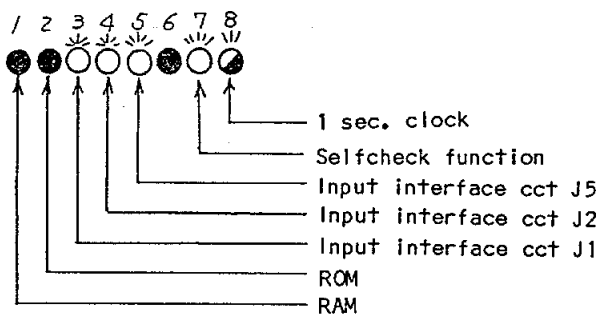 1 2 3 4 5 6 7 8
1 sec. clock
Selfcheck function
Input interface cct J5
Input interface cct J2
Input interface cct J1
ROM
RAM